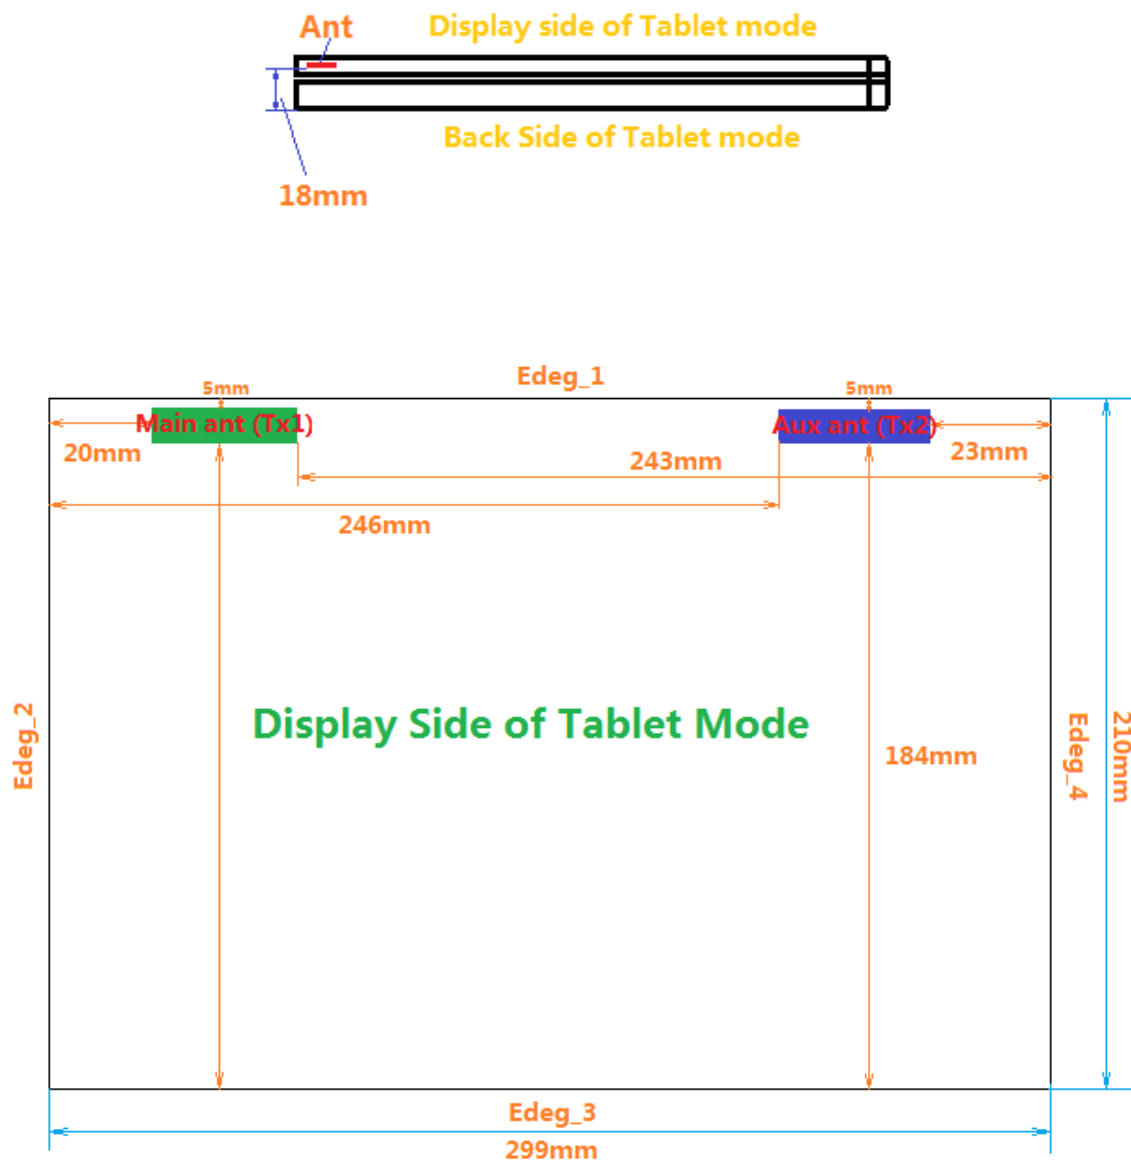 Ant
Display side of Tablet mode
Back Side of Tablet mode
18mm
Edeg_1
5mm
5mm
Main ant (Tx1)
Aux ant (Tx2)
20mm
243mm
23mm
246mm
Edeg_2
Display Side of Tablet Mode
184mm
Edeg_4
210mm
Edeg_3
299mm